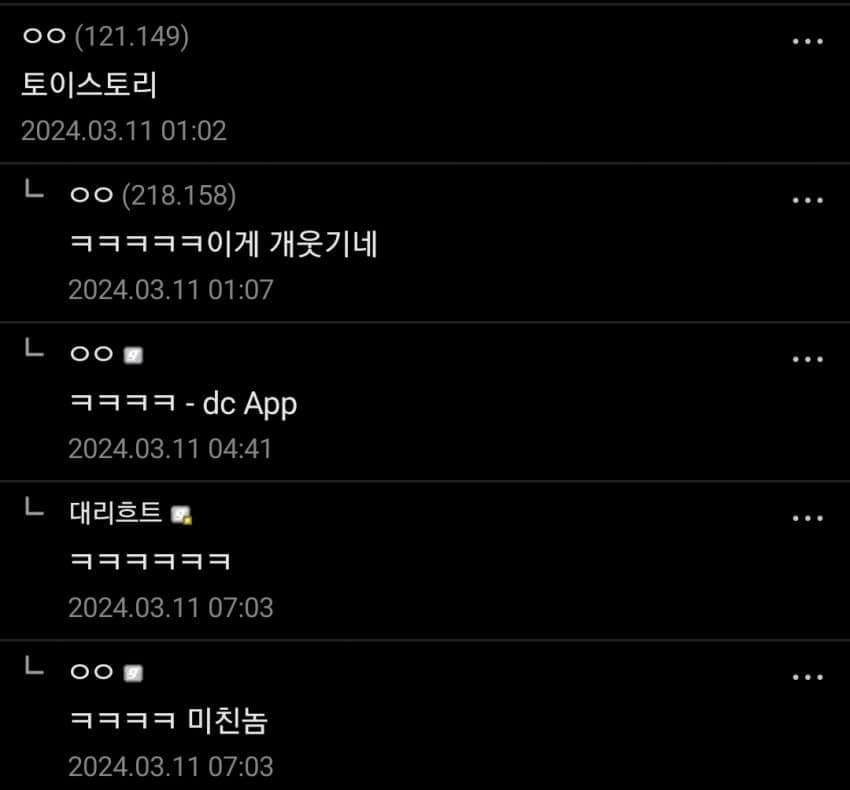 ㅇㅇ (121.149)
토이스토리
2024.03.11 01:02
ㅇㅇ (218.158)
ㅋㅋㅋㅋㅋ이게 개웃기네
2024.03.11 01:07
ㅇㅇ
ㅋㅋㅋㅋ - dc App
2024.03.11 04:41
대리흐트
ㅋㅋㅋㅋㅋㅋ
2024.03.11 07:03
ㅇㅇ
ㅋㅋㅋㅋ 미친놈
2024.03.11 07:03